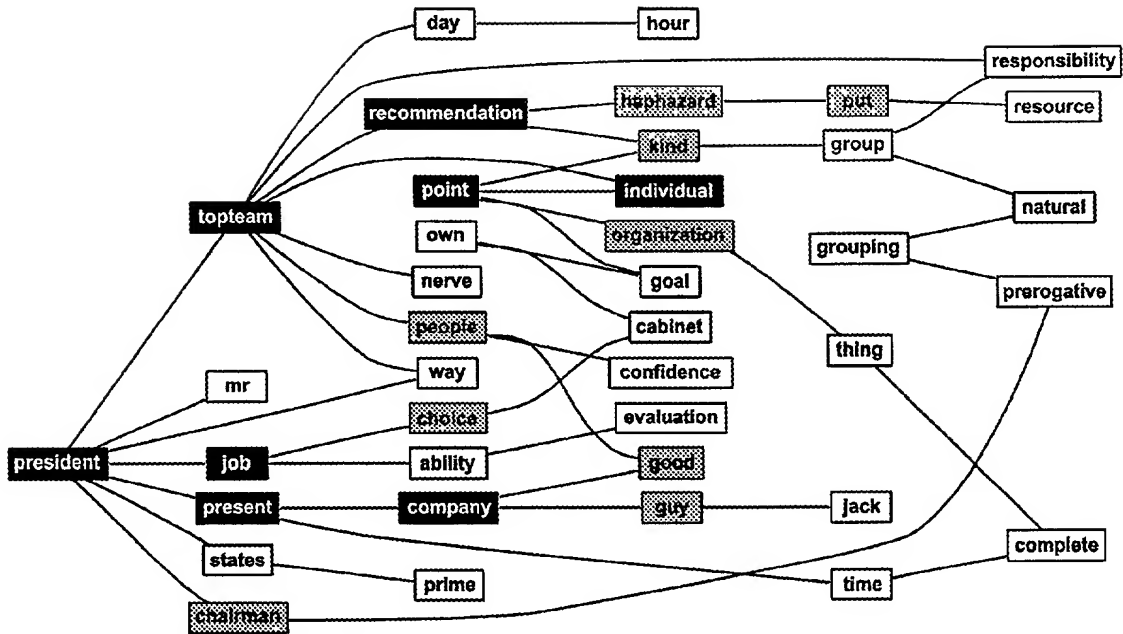 day
hour
responsibility
recommendation
haphazard
put
resource
kind
group
point
individual
natural
topteam
own
organization
grouping
nerve
goal
prerogative
people
cabinet
thing
mr
way
confidence
choice
evaluation
president
job
ability
good
present
company
guy
jack
complete
states
prime
time
chairman